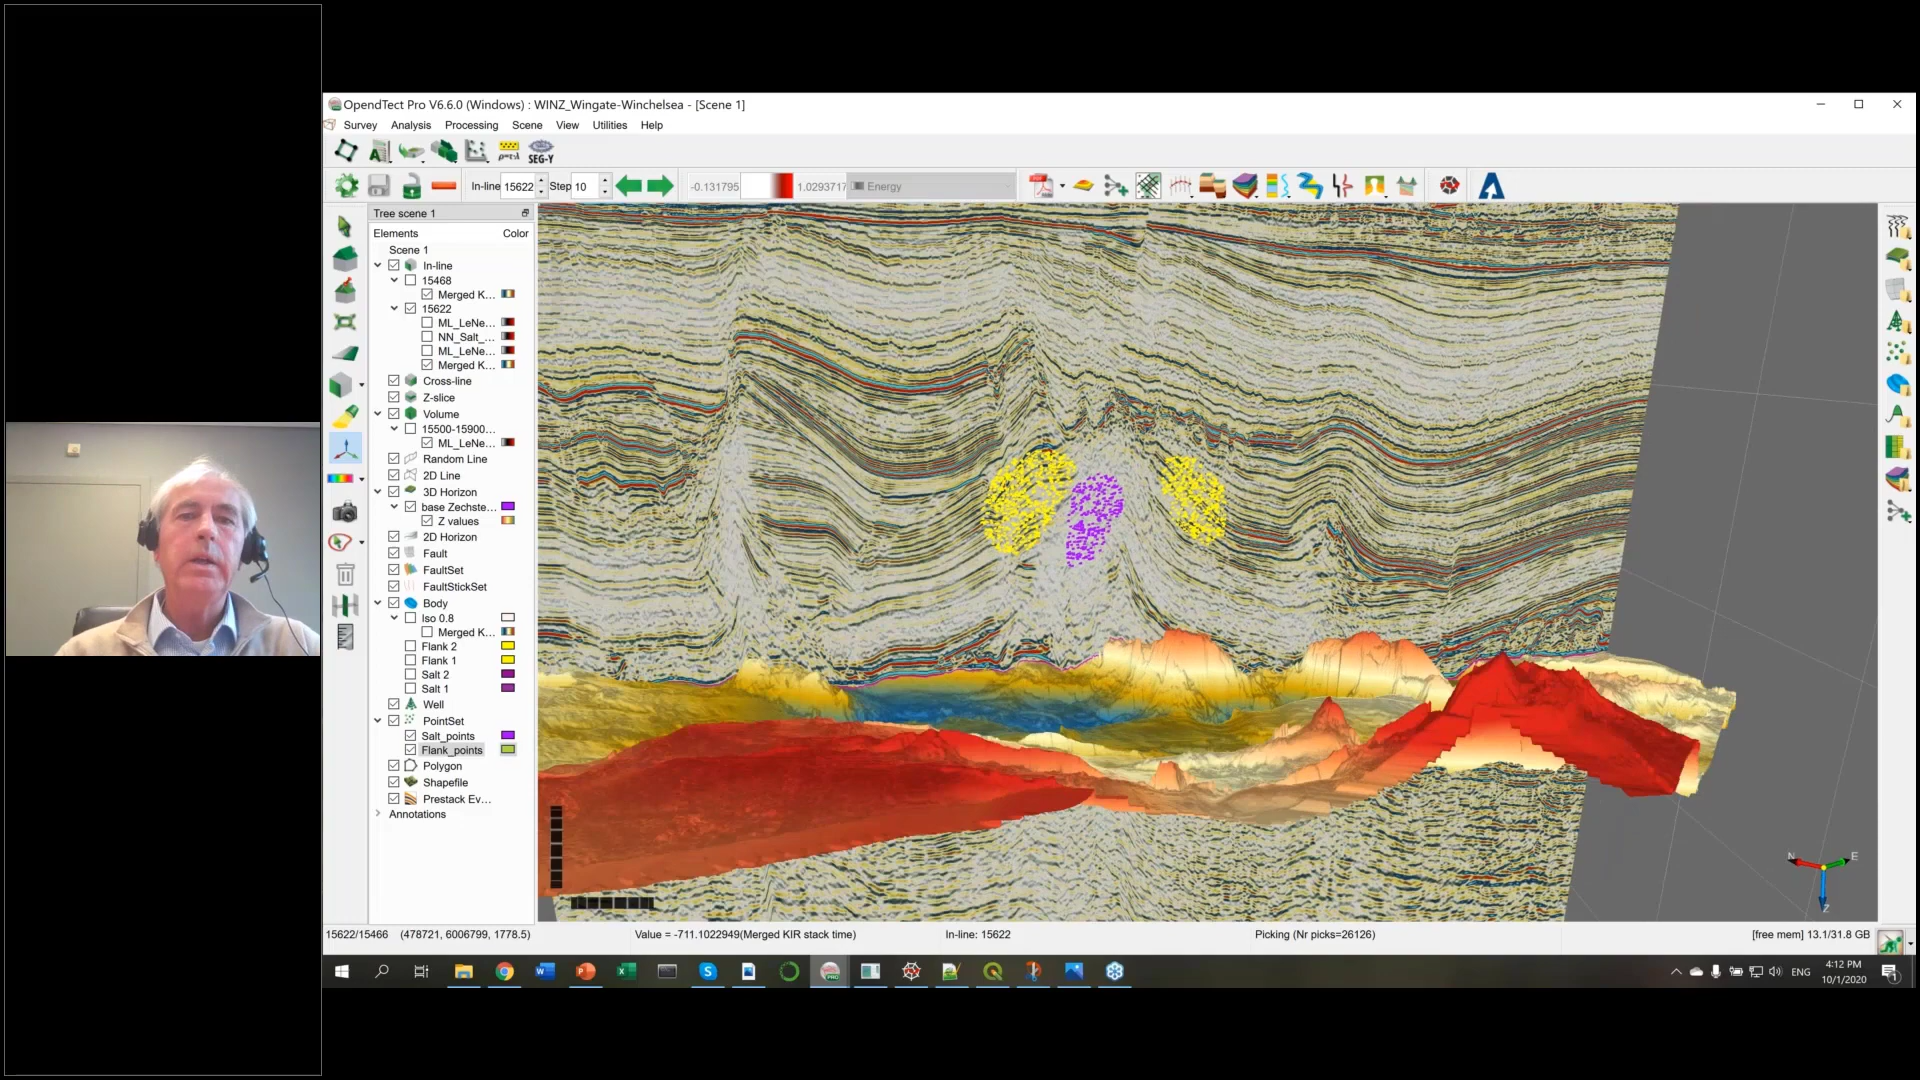 OpendTect Pro V6.6.0 (Windows) : WINZ_Wingate-Winchelsea - [Scene 1]
Survey Analysis Processing Scene View Utilities Help
SEG-Y
In-line 15622 Step 10 -0.131795 1.0293717 Energy
Tree scene 1
Elements Color
Scene 1
In-line
15468
Merged K...
15622
ML_LeNe...
NN_Salt_...
ML_LeNe...
Merged K...
Cross-line
Z-slice
Volume
15500-15900...
ML_LeNe...
Random Line
2D Line
3D Horizon
base Zechste...
Z values
2D Horizon
Fault
FaultSet
FaultStickSet
Body
Iso 0.8
Merged K...
Flank 2
Flank 1
Salt 2
Salt 1
Well
PointSet
Salt_points
Flank_points
Polygon
Shapefile
Prestack Ev...
Annotations
N E
Z
15622/15466 (478721, 6006799, 1778.5) Value = -711.1022949(Merged KIR stack time) In-line: 15622 Picking (Nr picks=26126) [free mem] 13.1/31.8 GB
ENG 4:12 PM
10/1/2020